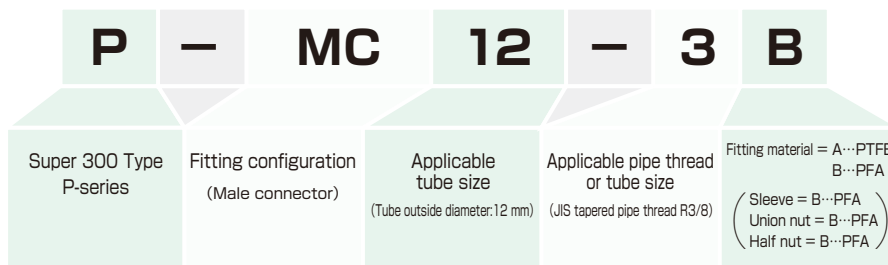 P – MC 12 – 3 B
Super 300 Type
P-series
Fitting configuration
(Male connector)
Applicable
tube size
(Tube outside diameter:12 mm)
Applicable pipe thread
or tube size
(JIS tapered pipe thread R3/8)
Fitting material = A…PTFE
B…PFA
(Sleeve = B…PFA
Union nut = B…PFA
Half nut = B…PFA)